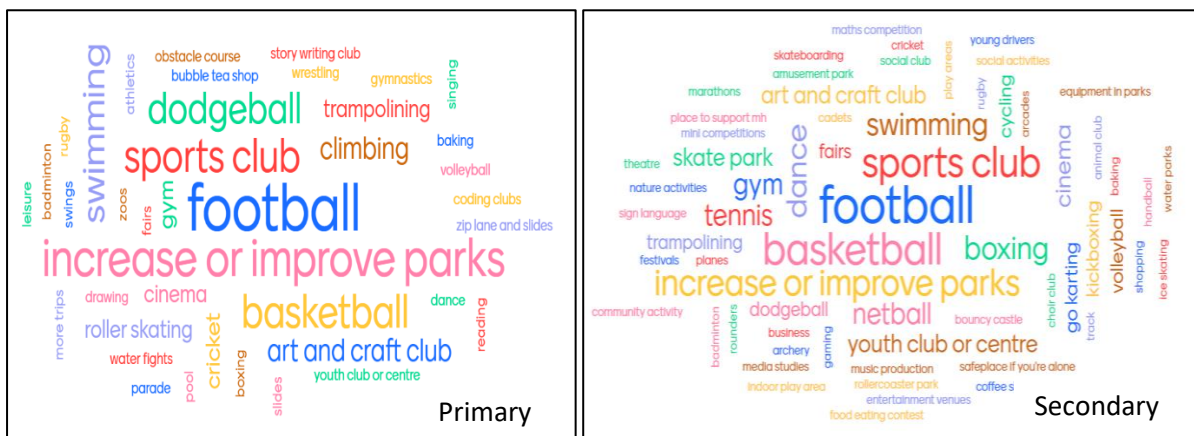 obstacle course
story writing club
bubble tea shop
wrestling
gymnastics
athletics
singing
swimming
dodgeball
trampolining
rugby
badminton
sports club
climbing
baking
volleyball
leisure
swings
zoos
fairs
gym
football
coding clubs
zip lane and slides
increase or improve parks
more trips
drawing
cinema
basketball
dance
reading
roller skating
cricket
art and craft club
water fights
boxing
youth club or centre
parade
pool
slides
Primary
maths competition
cricket
young drivers
skateboarding
social club
social activities
amusement park
play areas
rugby
cycling
arcades
equipment in parks
marathons
art and craft club
place to support mh
cadets
swimming
mini competitions
theatre
skate park
dance
fairs
sports club
cinema
animal club
baking
water parks
nature activities
gym
football
handball
sign language
tennis
trampolining
basketball
boxing
kickboxing
volleyball
shopping
ice skating
festivals
planes
increase or improve parks
go karting
track
choir club
community activity
dodgeball
netball
bouncy castle
badminton
rounders
business
gaming
archery
youth club or centre
media studies
music production
safeplace if you're alone
indoor play area
rollercoaster park
coffee s
entertainment venues
food eating contest
Secondary